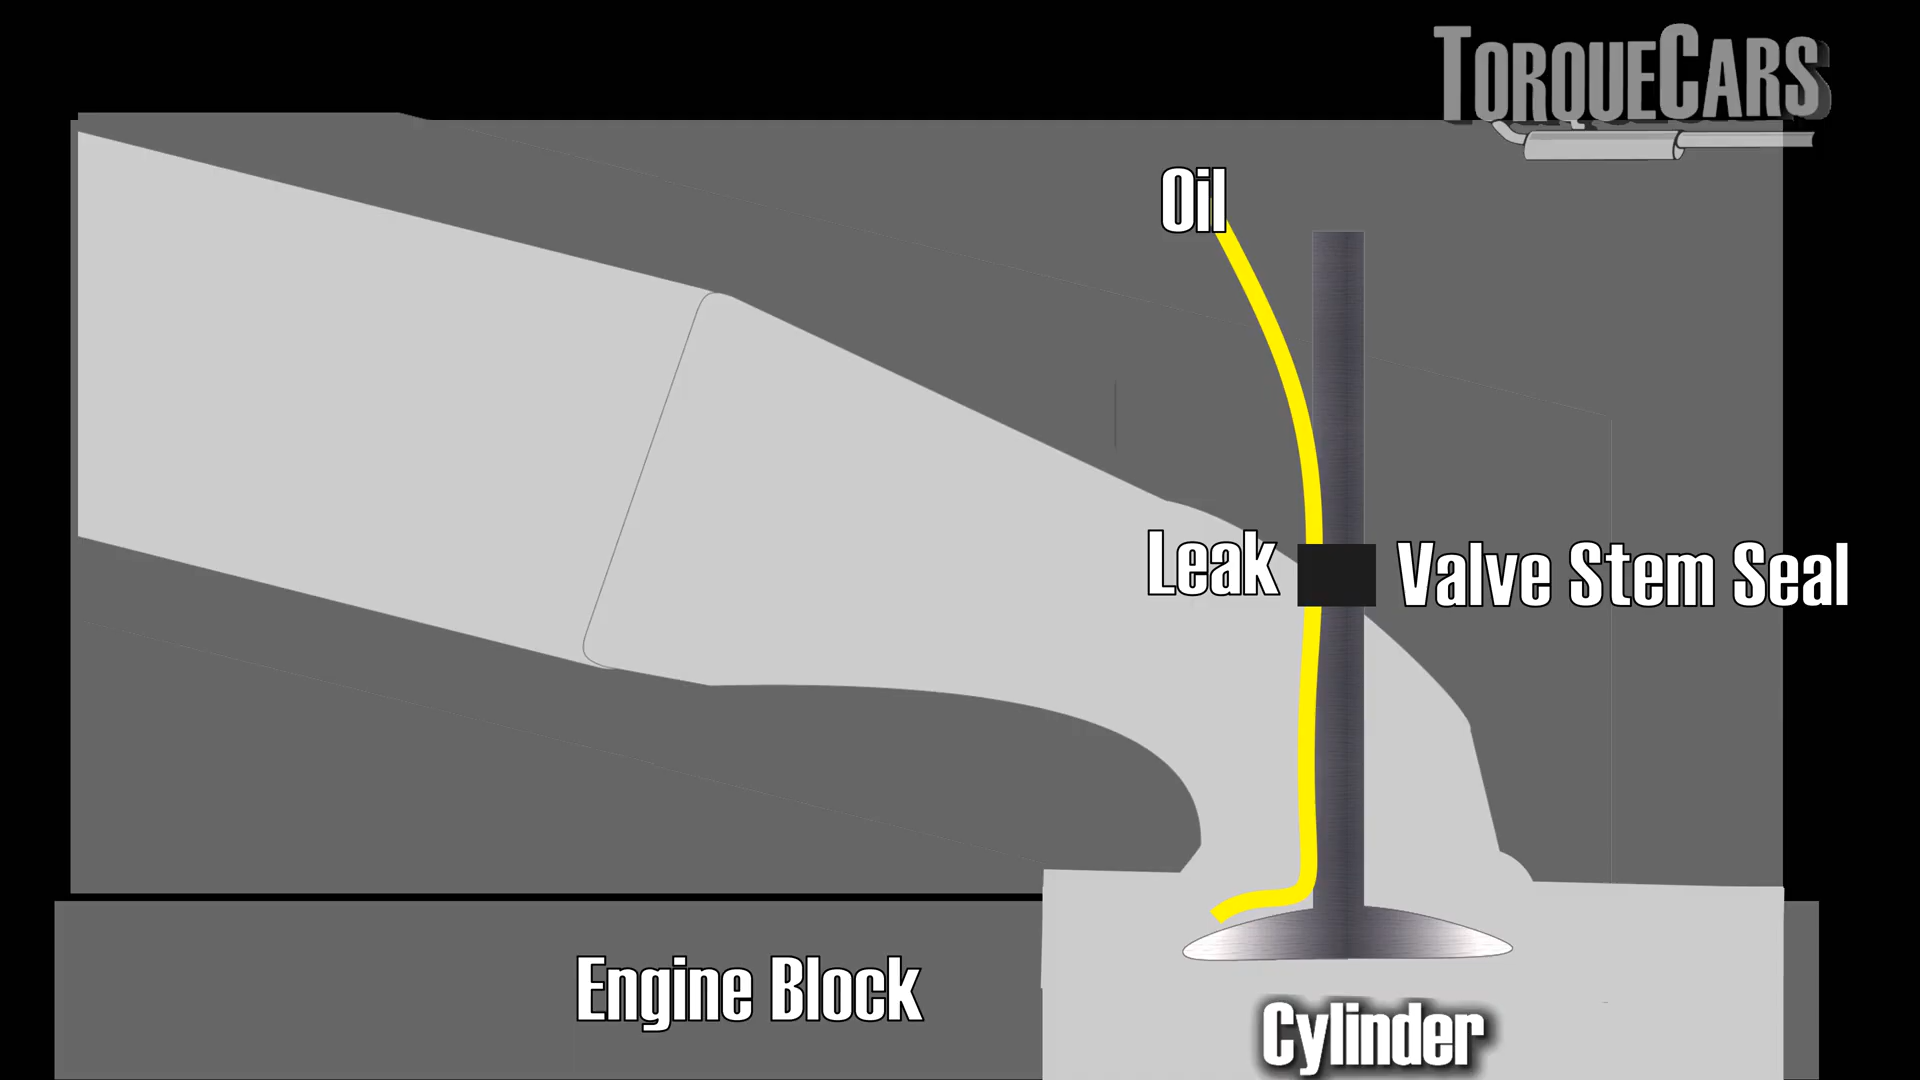 TORQUECARS
Oil
Leak
Valve Stem Seal
Engine Block
Cylinder